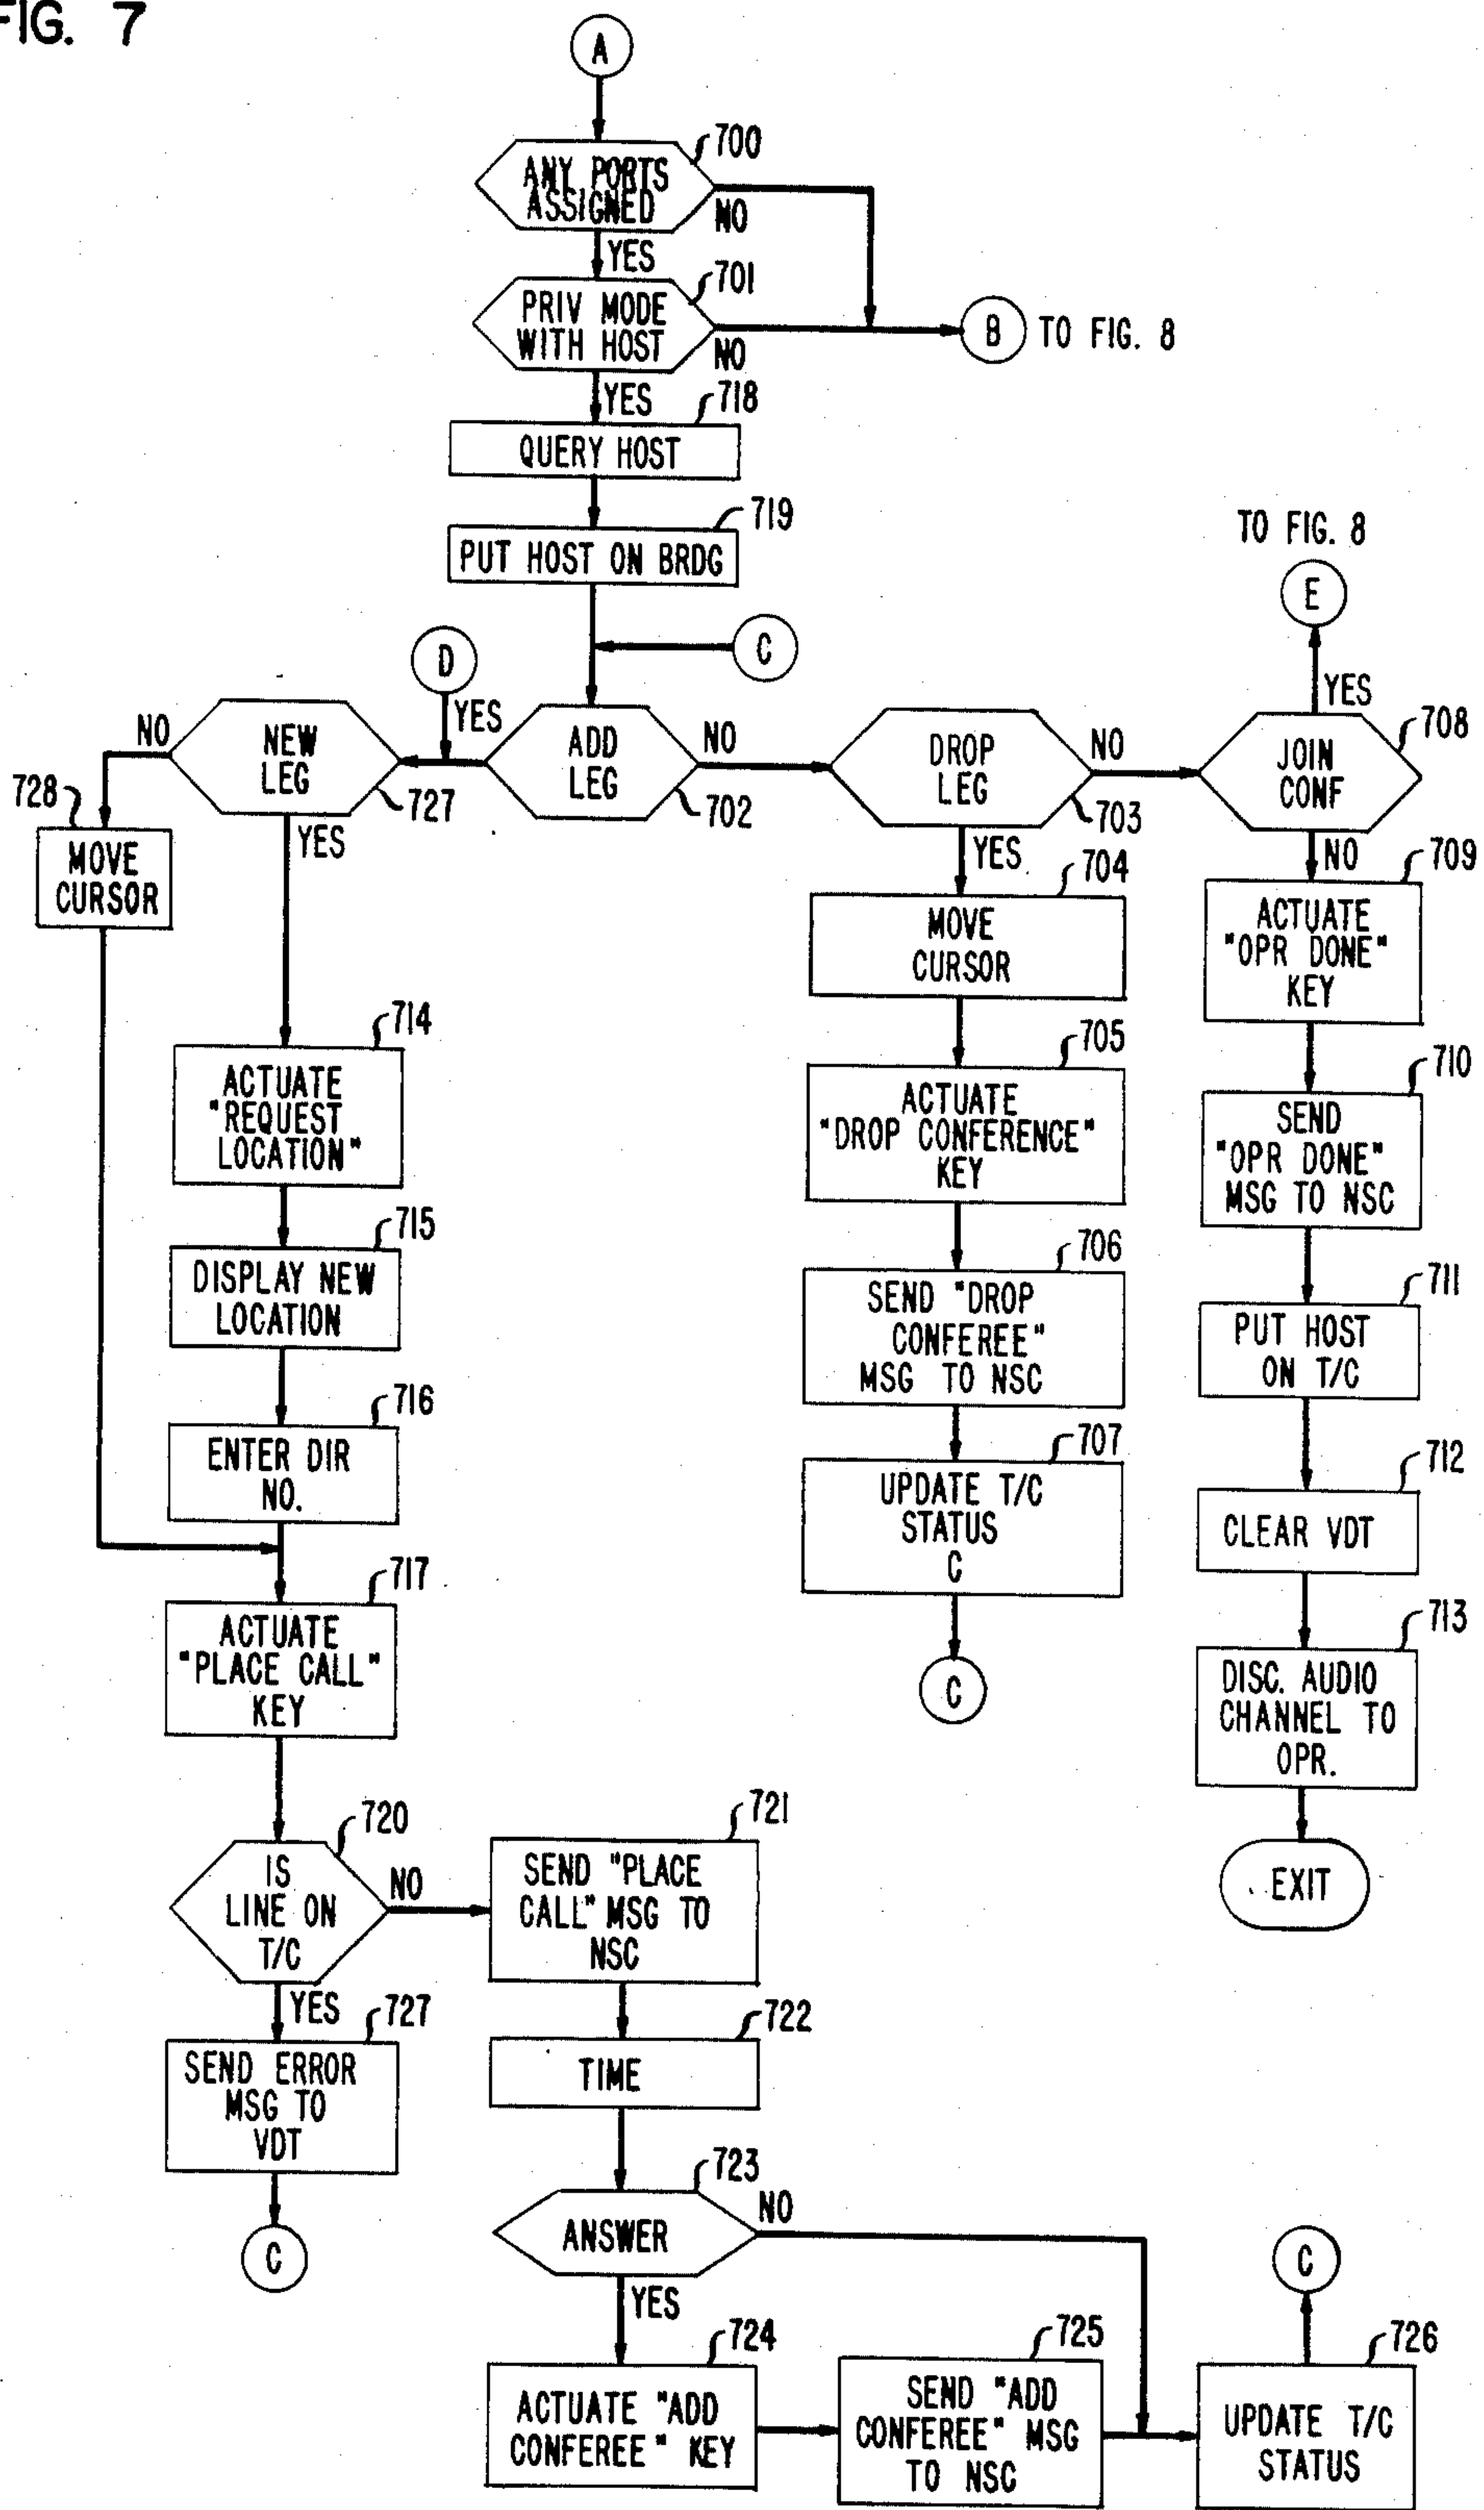 FIG. 7
A
700
ANY PORTS
ASSIGNED
NO
YES
701
PRIV MODE
WITH HOST
NO
B TO FIG. 8
YES
718
QUERY HOST
719
PUT HOST ON BRDG
TO FIG. 8
E
D
C
YES
YES
NO
NEW
LEG
727
ADD
LEG
702
NO
DROP
LEG
703
NO
JOIN
CONF
708
728
MOVE
CURSOR
YES
YES
NO
704
MOVE
CURSOR
709
ACTUATE
"OPR DONE"
KEY
714
ACTUATE
"REQUEST
LOCATION"
705
ACTUATE
"DROP CONFERENCE"
KEY
710
SEND
"OPR DONE"
MSG TO NSC
715
DISPLAY NEW
LOCATION
706
SEND "DROP
CONFEREE"
MSG TO NSC
711
PUT HOST
ON T/C
716
ENTER DIR
NO.
707
UPDATE T/C
STATUS
C
712
CLEAR VDT
717
ACTUATE
"PLACE CALL"
KEY
C
713
DISC. AUDIO
CHANNEL TO
OPR.
EXIT
720
IS
LINE ON
T/C
NO
721
SEND "PLACE
CALL" MSG TO
NSC
YES
727
SEND ERROR
MSG TO
VDT
C
722
TIME
723
ANSWER
NO
YES
724
ACTUATE "ADD
CONFEREE" KEY
725
SEND "ADD
CONFEREE" MSG
TO NSC
C
726
UPDATE T/C
STATUS